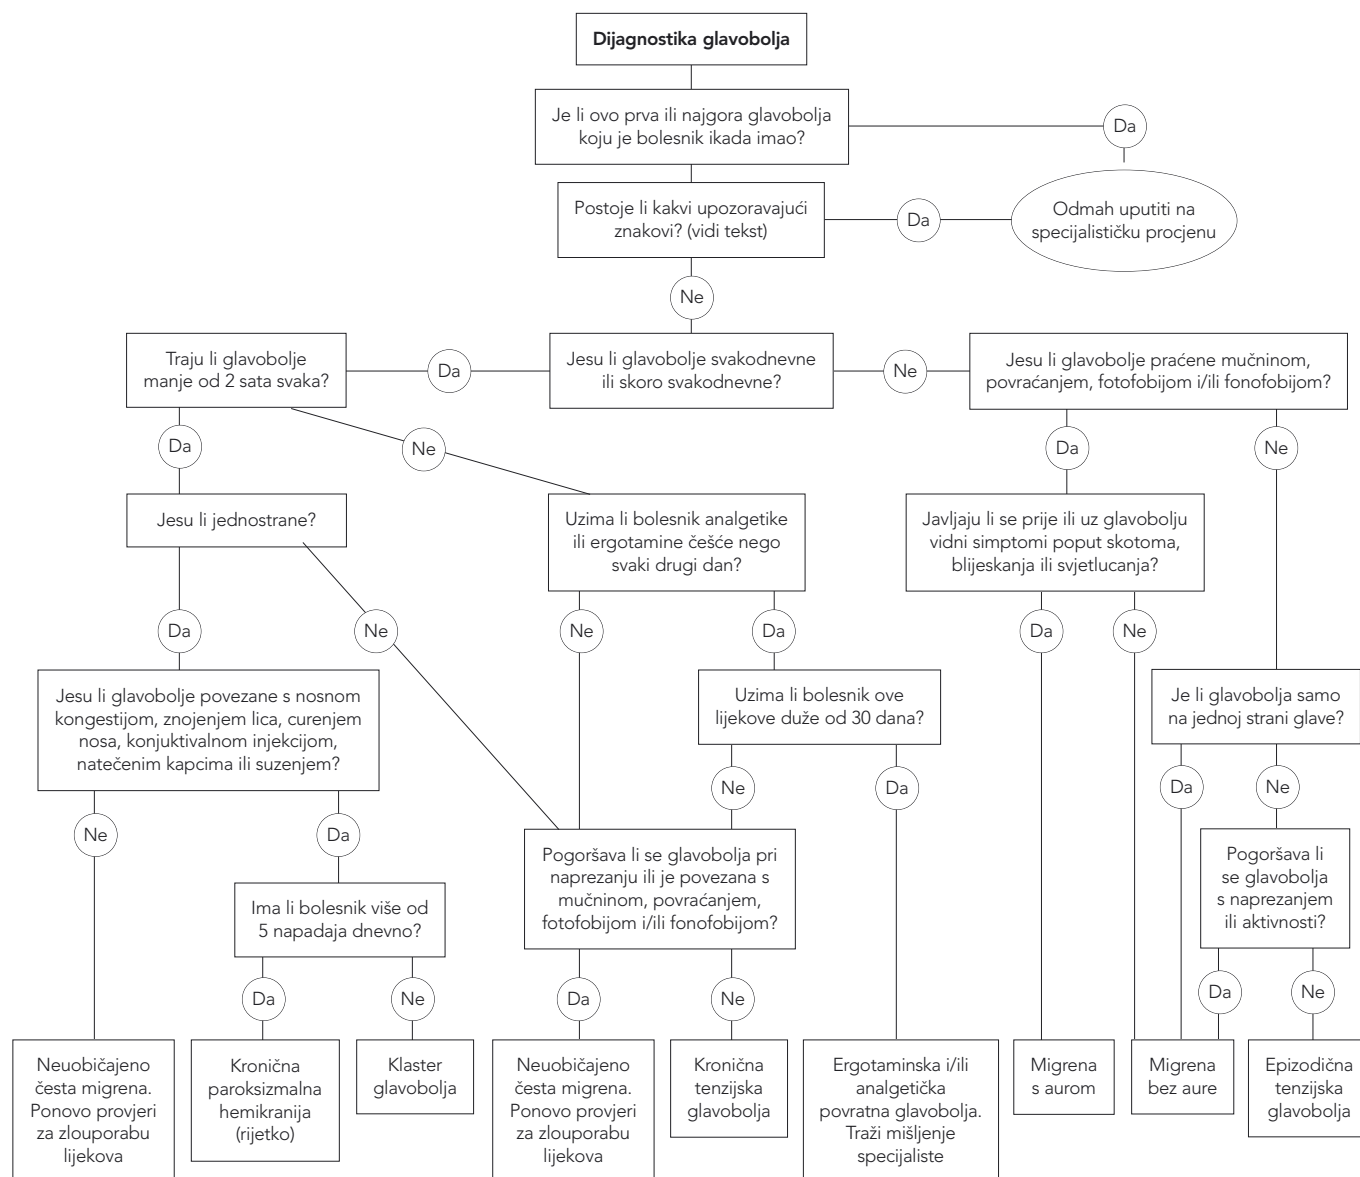 Dijagnostika glavobolja
Je li ovo prva ili najgora glavobolja
koju je bolesnik ikada imao?
Da
Postoje li kakvi upozoravajući
znakovi? (vidi tekst)
Da
Odmah uputiti na
specijalističku procjenu
Ne
Traju li glavobolje
manje od 2 sata svaka?
Da
Jesu li glavobolje svakodnevne
ili skoro svakodnevne?
Ne
Jesu li glavobolje praćene mučninom,
povraćanjem, fotofobijom i/ili fonofobijom?
Da
Ne
Da
Ne
Jesu li jednostrane?
Uzima li bolesnik analgetike
ili ergotamine češće nego
svaki drugi dan?
Javljaju li se prije ili uz glavobolju
vidni simptomi poput skotoma,
blijeskanja ili svjetlucanja?
Da
Ne
Ne
Da
Da
Ne
Jesu li glavobolje povezane s nosnom
kongestijom, znojenjem lica, curenjem
nosa, konjuktivalnom injekcijom,
natečenim kapcima ili suzenjem?
Uzima li bolesnik ove
lijekove duže od 30 dana?
Je li glavobolja samo
na jednoj strani glave?
Ne
Da
Ne
Da
Da
Ne
Ima li bolesnik više od
5 napadaja dnevno?
Pogoršava li se glavobolja pri
naprezanju ili je povezana s
mučninom, povraćanjem,
fotofobijom i/ili fonofobijom?
Pogoršava li
se glavobolja
s naprezanjem
ili aktivnosti?
Da
Ne
Da
Ne
Da
Ne
Neuobičajeno
česta migrena.
Ponovo provjeri
za zlouporabu
lijekova
Kronična
paroksizmalna
hemikranija
(rijetko)
Klaster
glavobolja
Neuobičajeno
česta migrena.
Ponovo provjeri
za zlouporabu
lijekova
Kronična
tenzijska
glavobolja
Ergotaminska i/ili
analgetička
povratna glavobolja.
Traži mišljenje
specijaliste
Migrena
s aurom
Migrena
bez aure
Epizodična
tenzijska
glavobolja